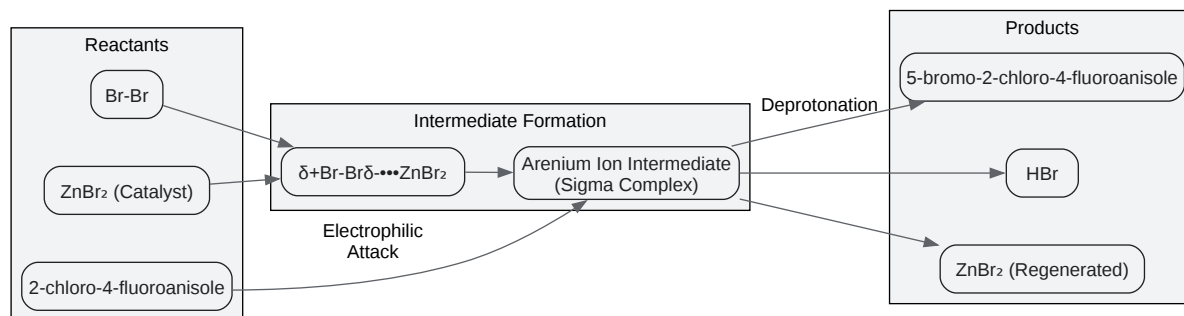 Reactants
Br-Br
ZnBr₂ (Catalyst)
2-chloro-4-fluoroanisole
Intermediate Formation
δ+Br-Brδ-•••ZnBr₂
Arenium Ion Intermediate
(Sigma Complex)
Electrophilic
Attack
Deprotonation
Products
5-bromo-2-chloro-4-fluoroanisole
HBr
ZnBr₂ (Regenerated)